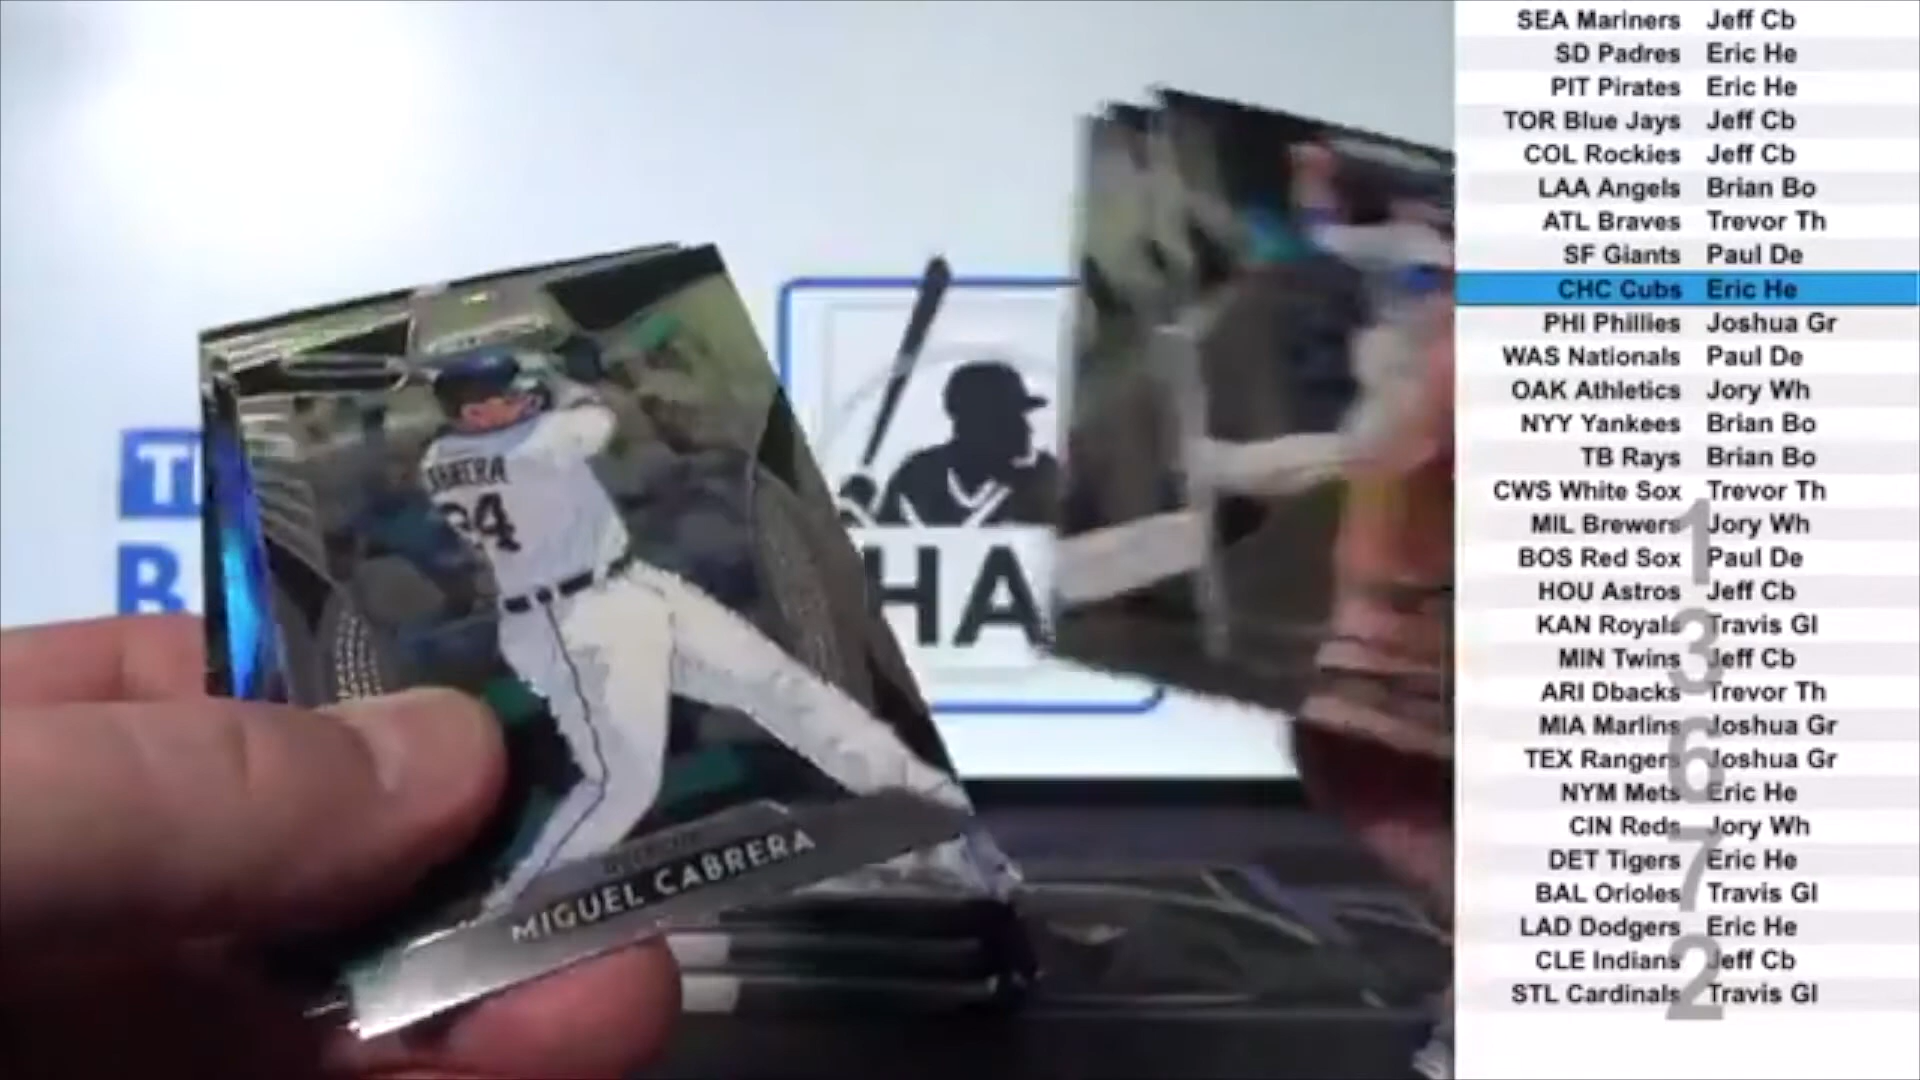 T
B
HA
CABRERA
24
MIGUEL CABRERA
SEA Mariners Jeff Cb
SD Padres Eric He
PIT Pirates Eric He
TOR Blue Jays Jeff Cb
COL Rockies Jeff Cb
LAA Angels Brian Bo
ATL Braves Trevor Th
SF Giants Paul De
CHC Cubs Eric He
PHI Phillies Joshua Gr
WAS Nationals Paul De
OAK Athletics Jory Wh
NYY Yankees Brian Bo
TB Rays Brian Bo
CWS White Sox Trevor Th
MIL Brewers Jory Wh
BOS Red Sox Paul De
HOU Astros Jeff Cb
KAN Royals Travis Gl
MIN Twins Jeff Cb
ARI Dbacks Trevor Th
MIA Marlins Joshua Gr
TEX Rangers Joshua Gr
NYM Mets Eric He
CIN Reds Jory Wh
DET Tigers Eric He
BAL Orioles Travis Gl
LAD Dodgers Eric He
CLE Indians Jeff Cb
STL Cardinals Travis Gl
1
3
6
7
2